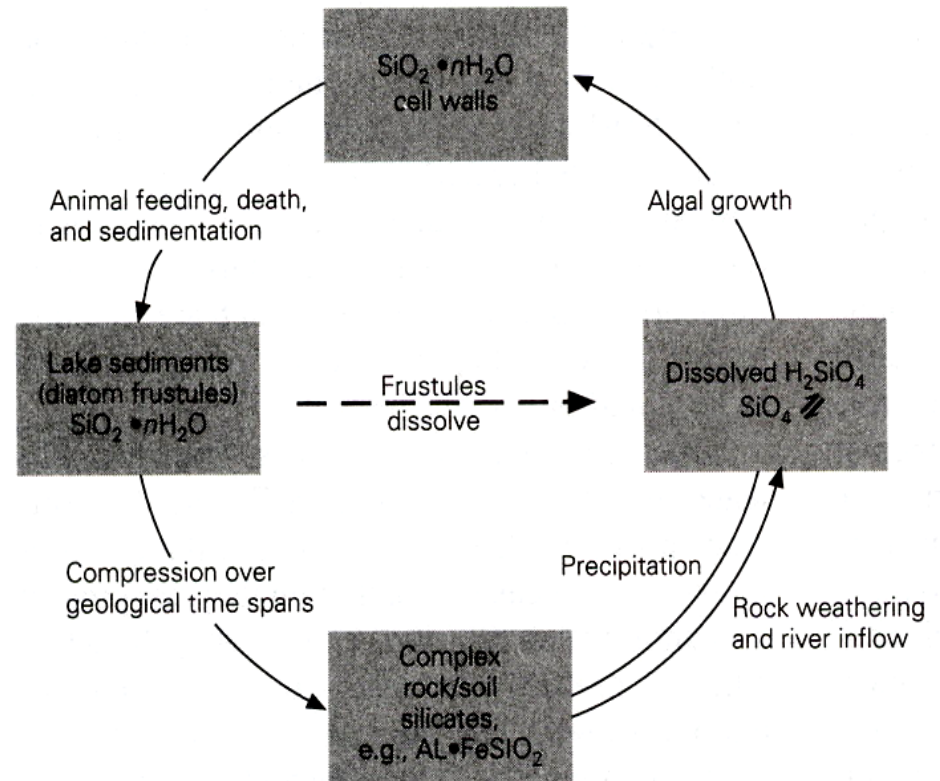 SiO₂ •nH₂O
cell walls
Animal feeding, death,
and sedimentation
Algal growth
Lake sediments
(diatom frustules)
SiO₂ •nH₂O
Frustules
dissolve
Dissolved H₂SiO₄
SiO₄
Compression over
geological time spans
Precipitation
Rock weathering
and river inflow
Complex
rock/soil
silicates,
e.g., AL•FeSIO₂